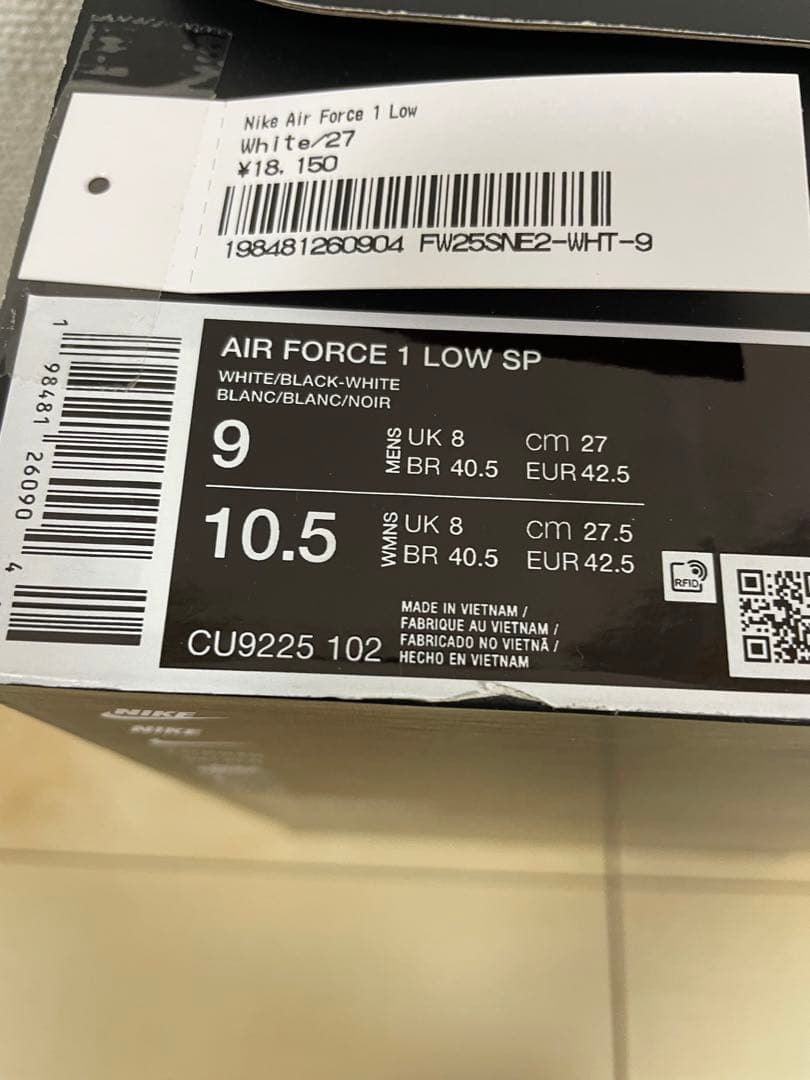 Nike Air Force 1 Low
White/27
¥18,150
198481260904 FW25SNE2-WHT-9
1 98481 26090 4
AIR FORCE 1 LOW SP
WHITE/BLACK-WHITE
BLANC/BLANC/NOIR
9 MENS UK 8 cm 27
BR 40.5 EUR 42.5
10.5 WMNS UK 8 cm 27.5
BR 40.5 EUR 42.5
RFID
MADE IN VIETNAM /
FABRIQUE AU VIETNAM /
FABRICADO NO VIETNÃ /
HECHO EN VIETNAM
CU9225 102
NIKE
NIKE